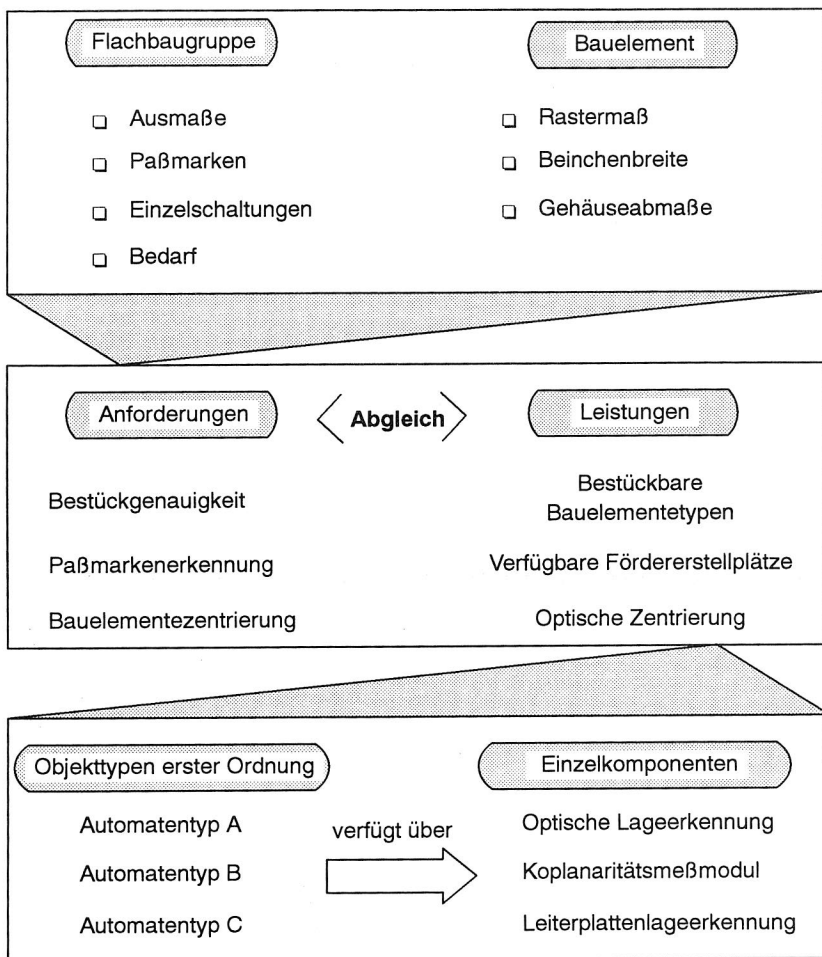 Flachbaugruppe
Ausmaße
Paßmarken
Einzelschaltungen
Bedarf
Bauelement
Rastermaß
Beinchenbreite
Gehäuseabmaße
Anforderungen
Abgleich
Leistungen
Bestückgenauigkeit
Paßmarkenerkennung
Bauelementezentrierung
Bestückbare
Bauelementetypen
Verfügbare Fördererstellplätze
Optische Zentrierung
Objekttypen erster Ordnung
Automatentyp A
Automatentyp B
Automatentyp C
verfügt über
Einzelkomponenten
Optische Lageerkennung
Koplanaritätsmeßmodul
Leiterplattenlageerkennung